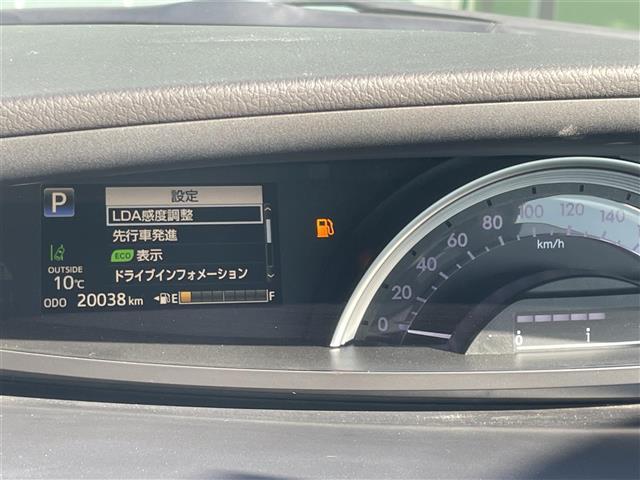 P
設定
LDA感度調整
先行車発進
ECO 表示
ドライブインフォメーション
OUTSIDE
10℃
ODO 20038 km
E F
0 20 40 60 80 100 120 140
km/h